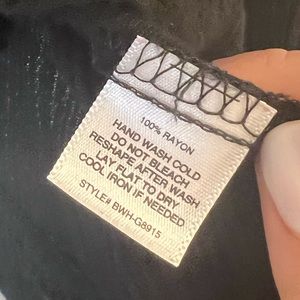 100% RAYON
HAND WASH COLD
DO NOT BLEACH
RESHAPE AFTER WASH
LAY FLAT TO DRY
COOL IRON IF NEEDED
STYLE# BWH-G8915